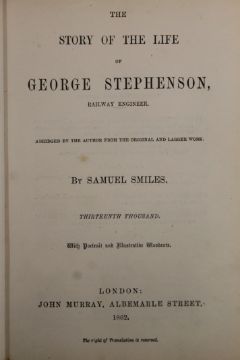 THE
STORY OF THE LIFE
OF
GEORGE STEPHENSON,
RAILWAY ENGINEER.
ABRIDGED BY THE AUTHOR FROM THE ORIGINAL AND LARGER WORK.
BY SAMUEL SMILES.
THIRTEENTH THOUSAND.
With Portrait and Illustrative Woodcuts.
LONDON:
JOHN MURRAY, ALBEMARLE STREET,
1862.
The right of Translation is reserved.